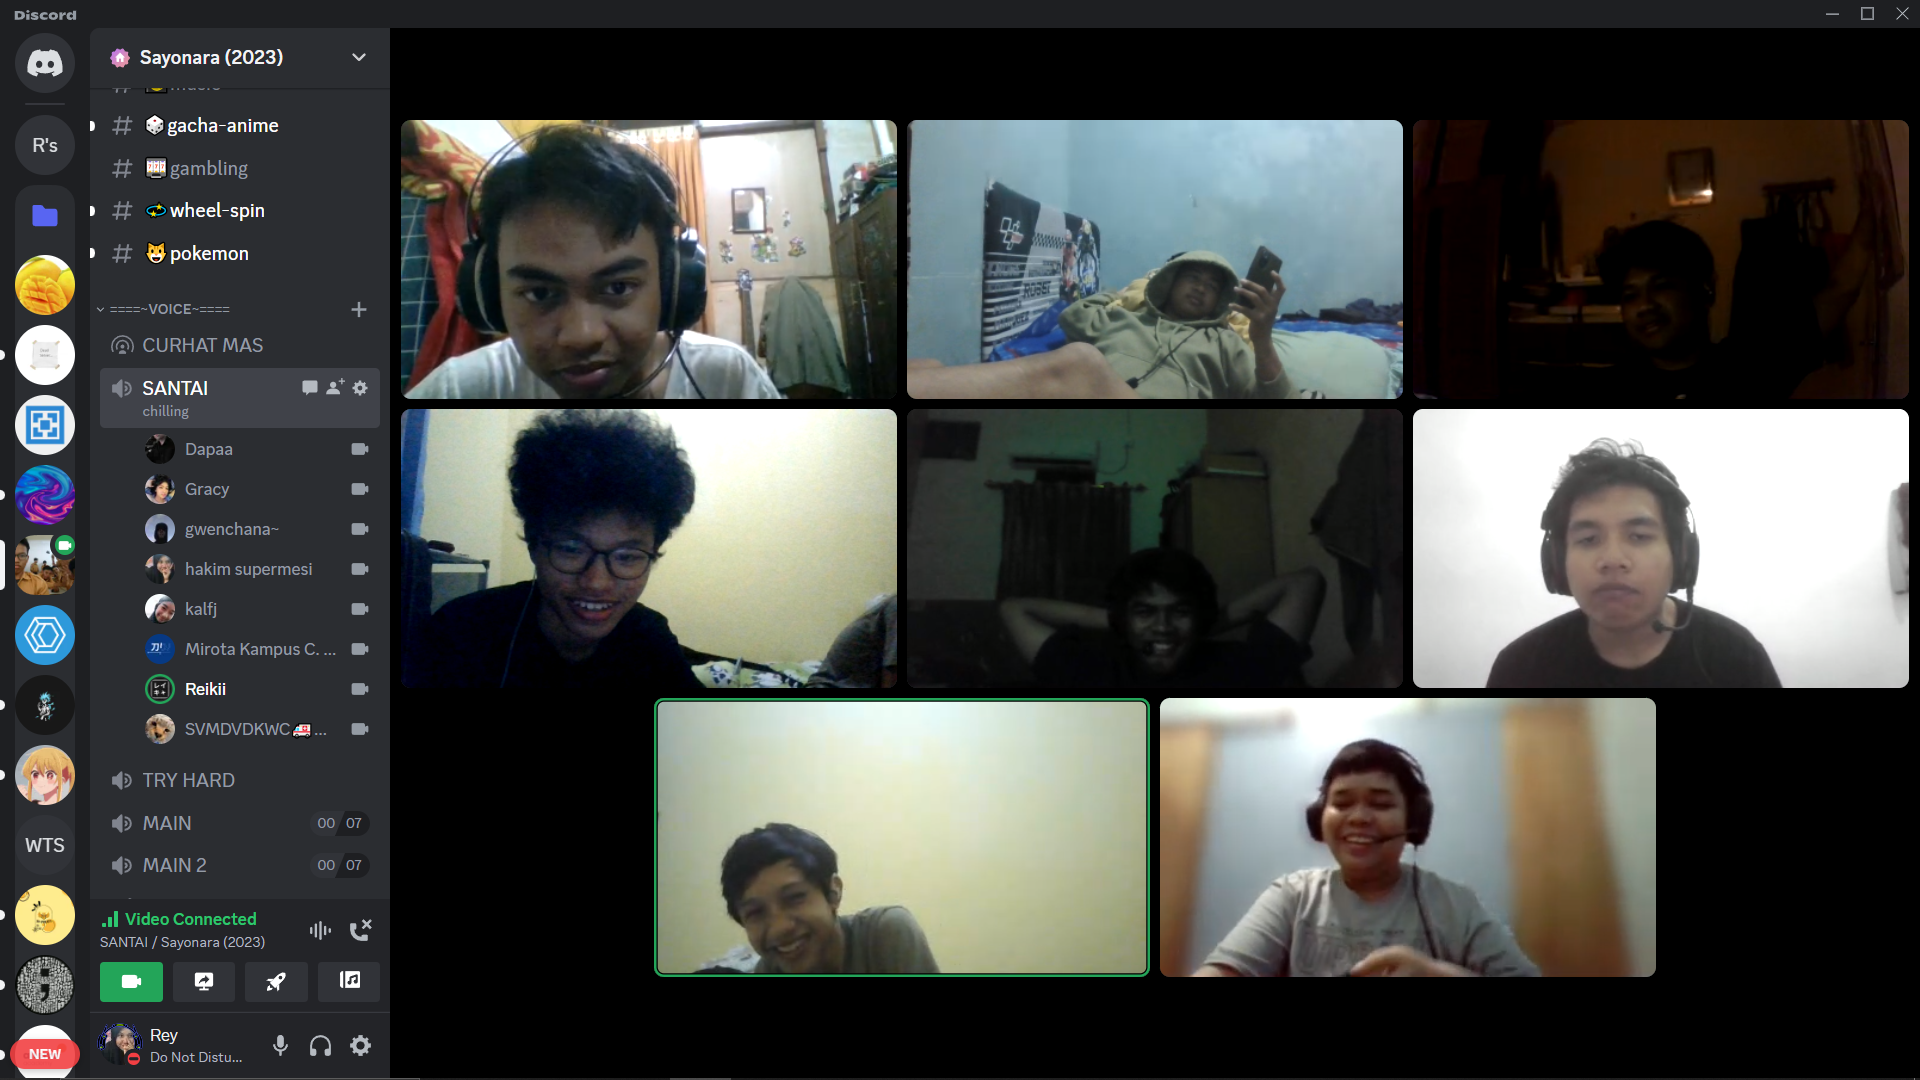 Discord
Sayonara (2023)
music
gacha-anime
gambling
wheel-spin
pokemon
====~VOICE~====
CURHAT MAS
SANTAI
chilling
Dapaa
Gracy
gwenchana~
hakim supermesi
kalfj
Mirota Kampus C. ...
Reikii
SVMDVDKWC🚑...
TRY HARD
MAIN 00 07
MAIN 2 00 07
Video Connected
SANTAI / Sayonara (2023)
Rey
Do Not Distu...
R's
WTS
NEW